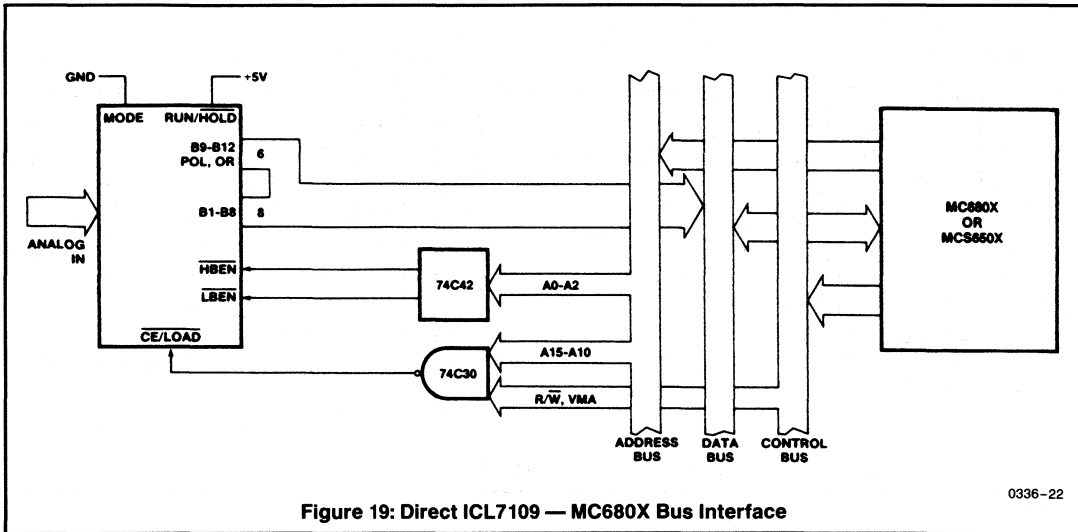 GND
+5V
MODE
RUN/HOLD
B9-B12
POL, OR
6
B1-B8
8
ANALOG
IN
HBEN
LBEN
CE/LOAD
74C42
A0-A2
74C30
A15-A10
R/W, VMA
ADDRESS
BUS
DATA
BUS
CONTROL
BUS
MC680X
OR
MCS650X
0336-22
Figure 19: Direct ICL7109 — MC680X Bus Interface